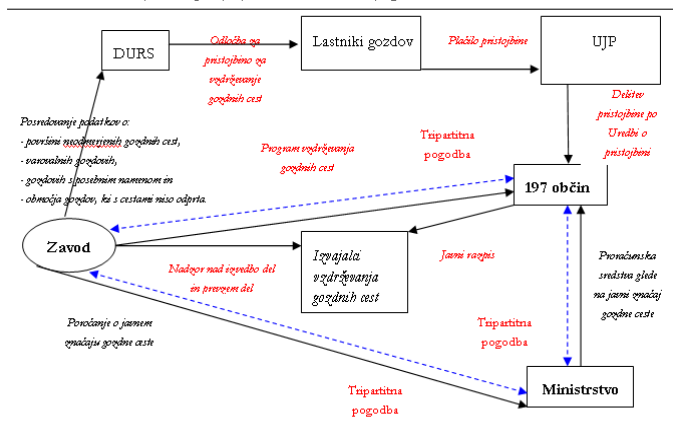 DURS
Odločba za
pristojbino za
vzdrževanje
gozdnih cest
Lastniki gozdov
Plačilo pristojbine
UJP
Delitev
pristojbine po
Uredbi o
pristojbini
Posredovanje podatkov o:
- površini neodmerjenih gozdnih cest,
- varovalnih gozdovih,
- gozdovih s posebnim namenom in
- območja gozdov, ki s cestami niso odprta.
Program vzdrževanja
gozdnih cest
Tripartitna
pogodba
197 občin
Zavod
Nadzor nad izvedbo del
in prevzem del
Izvajalci
vzdrževanja
gozdnih cest
Javni razpis
Proračunska
sredstva glede
na javni značaj
gozdne ceste
Poročanje o javnem
značaju gozdne ceste
Tripartitna
pogodba
Tripartitna
pogodba
Ministrstvo